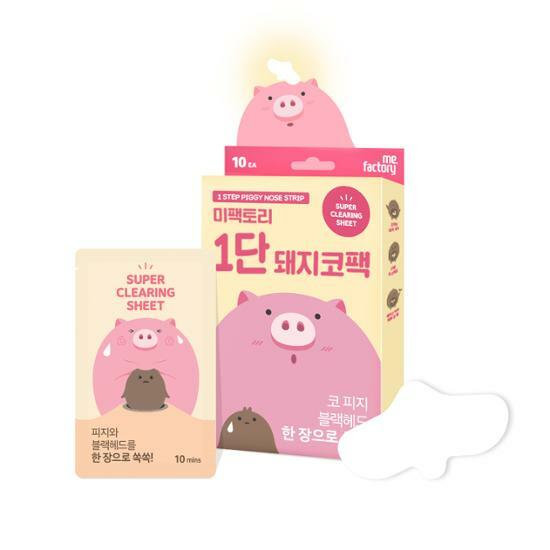 10 EA
me
factory
1 STEP PIGGY NOSE STRIP
미팩토리
1단 돼지코팩
SUPER
CLEARING
SHEET
코 피지
블랙헤드
한 장으로
SUPER
CLEARING
SHEET
피지와
블랙헤드를
한 장으로 쏙쏙!
10 mins